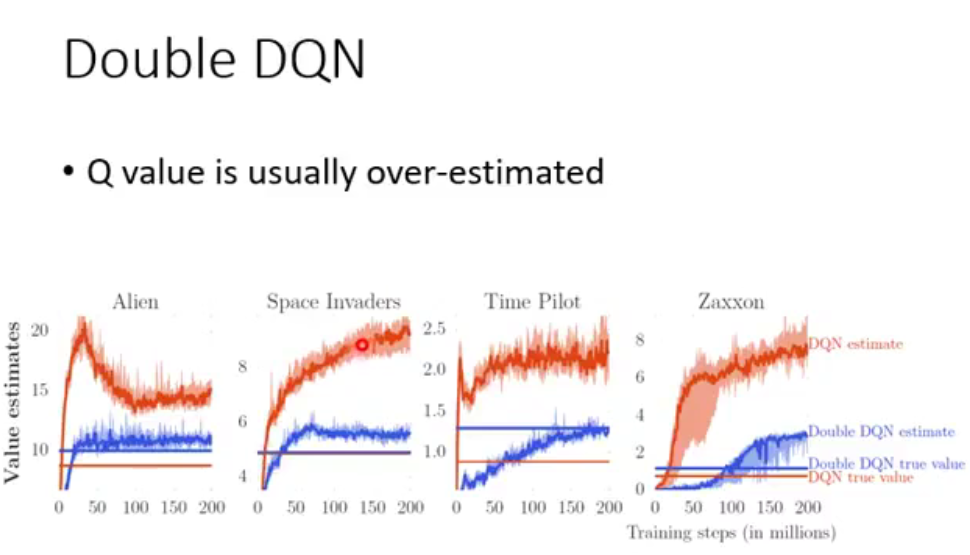 Double DQN
• Q value is usually over-estimated
Alien
Space Invaders
Time Pilot
Zaxxon
Value estimates
20
15
10
0 50 100 150 200
8
6
4
0 50 100 150 200
2.5
2.0
1.5
1.0
0 50 100 150 200
8
6
4
2
0
0 50 100 150 200
DQN estimate
Double DQN estimate
Double DQN true value
DQN true value
Training steps (in millions)